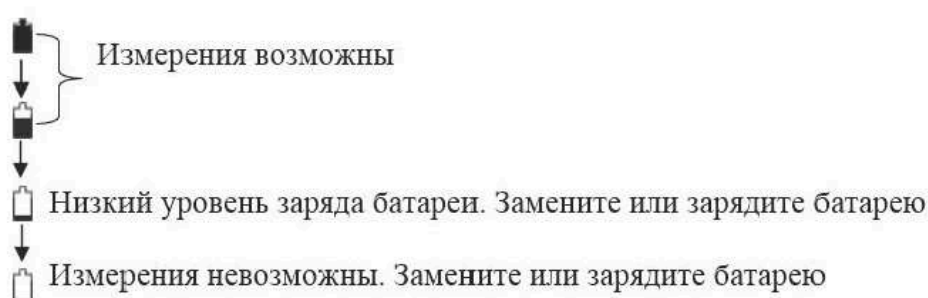 Измерения возможны
Низкий уровень заряда батареи. Замените или зарядите батарею
Измерения невозможны. Замените или зарядите батарею